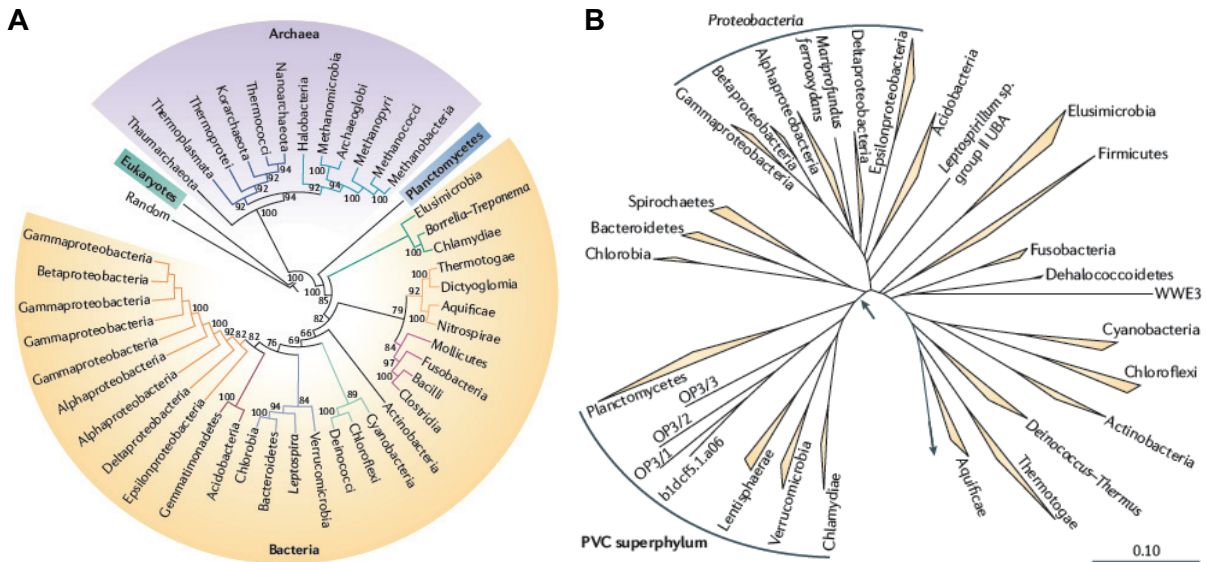 A
Archaea
Thaumarchaeota
Thermoplasmata
Thermoprotei
Korarchaeota
Thermococci
Nanoarchaeota
Halobacteria
Methanomicrobia
Archaeoglobi
Methanopyri
Methanococci
Methanobacteria
Planctomycetes
Eukaryotes
Random
Elusimicrobia
Borrelia–Treponema
Chlamydiae
Thermotogae
Dictyoglomia
Aquificae
Nitrospirae
Mollicutes
Fusobacteria
Bacilli
Clostridia
Actinobacteria
Cyanobacteria
Chloroflexi
Deinococci
Verrucomicrobia
Leptospira
Bacteroidetes
Chlorobia
Acidobacteria
Gemmatimonadetes
Epsilonproteobacteria
Deltaproteobacteria
Alphaproteobacteria
Alphaproteobacteria
Gammaproteobacteria
Gammaproteobacteria
Gammaproteobacteria
Betaproteobacteria
Gammaproteobacteria
Bacteria
94
92
92
92
94
100
100
92
94
100
100
100
100
85
82
66
69
76
82
82
92
100
100
100
100
79
92
100
100
84
97
100
89
100
84
94
100
100
B
Proteobacteria
Gammaproteobacteria
Betaproteobacteria
Alphaproteobacteria
Mariprofundus
ferrooxydans
Deltaproteobacteria
Epsilonproteobacteria
Acidobacteria
Leptospirillum sp.
group II UBA
Elusimicrobia
Firmicutes
Spirochaetes
Bacteroidetes
Chlorobia
Fusobacteria
Dehalococcoidetes
WWE3
Cyanobacteria
Chloroflexi
Actinobacteria
Deinococcus–Thermus
Thermotogae
Aquificae
Planctomycetes
OP3/3
OP3/2
OP3/1
b1dcf5.1.a06
Lentisphaerae
Verrucomicrobia
Chlamydiae
PVC superphylum
0.10